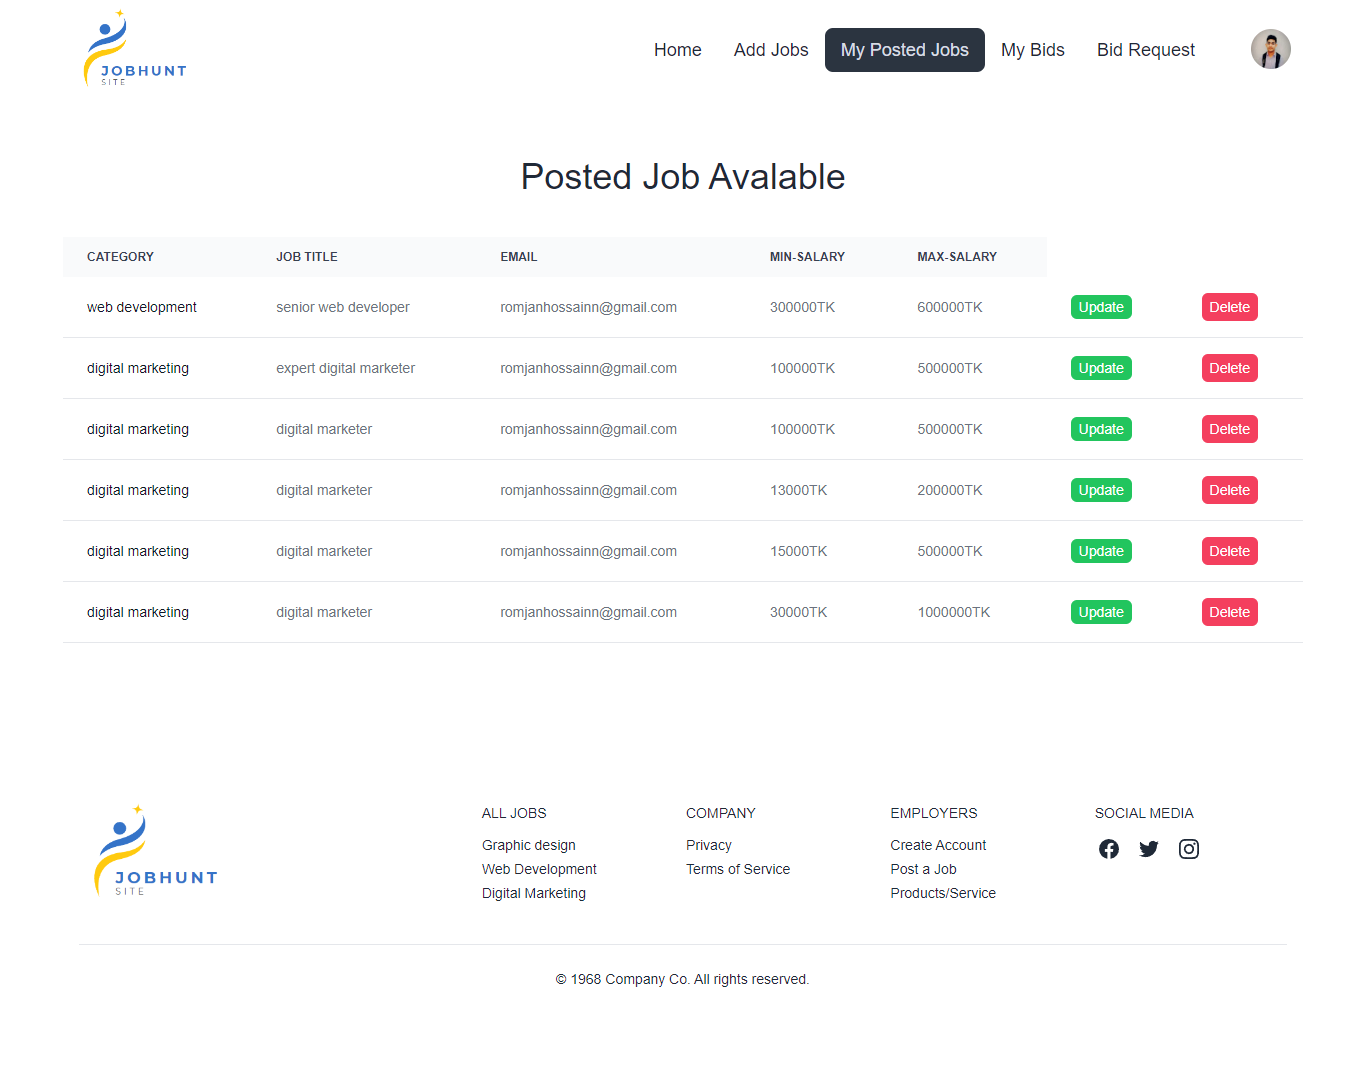 JOBHUNT
SITE
Home Add Jobs My Posted Jobs My Bids Bid Request
Posted Job Avalable
CATEGORY JOB TITLE EMAIL MIN-SALARY MAX-SALARY
web development senior web developer romjanhossainn@gmail.com 300000TK 600000TK Update Delete
digital marketing expert digital marketer romjanhossainn@gmail.com 100000TK 500000TK Update Delete
digital marketing digital marketer romjanhossainn@gmail.com 100000TK 500000TK Update Delete
digital marketing digital marketer romjanhossainn@gmail.com 13000TK 200000TK Update Delete
digital marketing digital marketer romjanhossainn@gmail.com 15000TK 500000TK Update Delete
digital marketing digital marketer romjanhossainn@gmail.com 30000TK 1000000TK Update Delete
JOBHUNT
SITE
ALL JOBS
Graphic design
Web Development
Digital Marketing
COMPANY
Privacy
Terms of Service
EMPLOYERS
Create Account
Post a Job
Products/Service
SOCIAL MEDIA
© 1968 Company Co. All rights reserved.